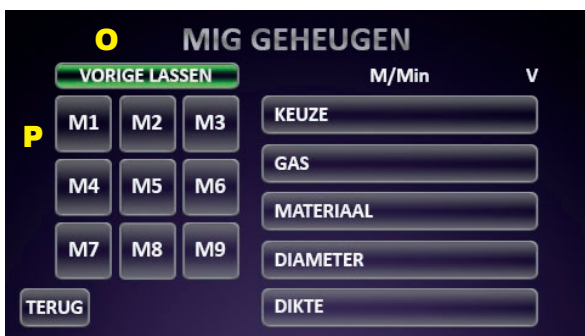 O MIG GEHEUGEN
VORIGE LASSEN M/Min V
P M1 M2 M3 KEUZE
GAS
M4 M5 M6 MATERIAAL
M7 M8 M9 DIAMETER
TERUG DIKTE